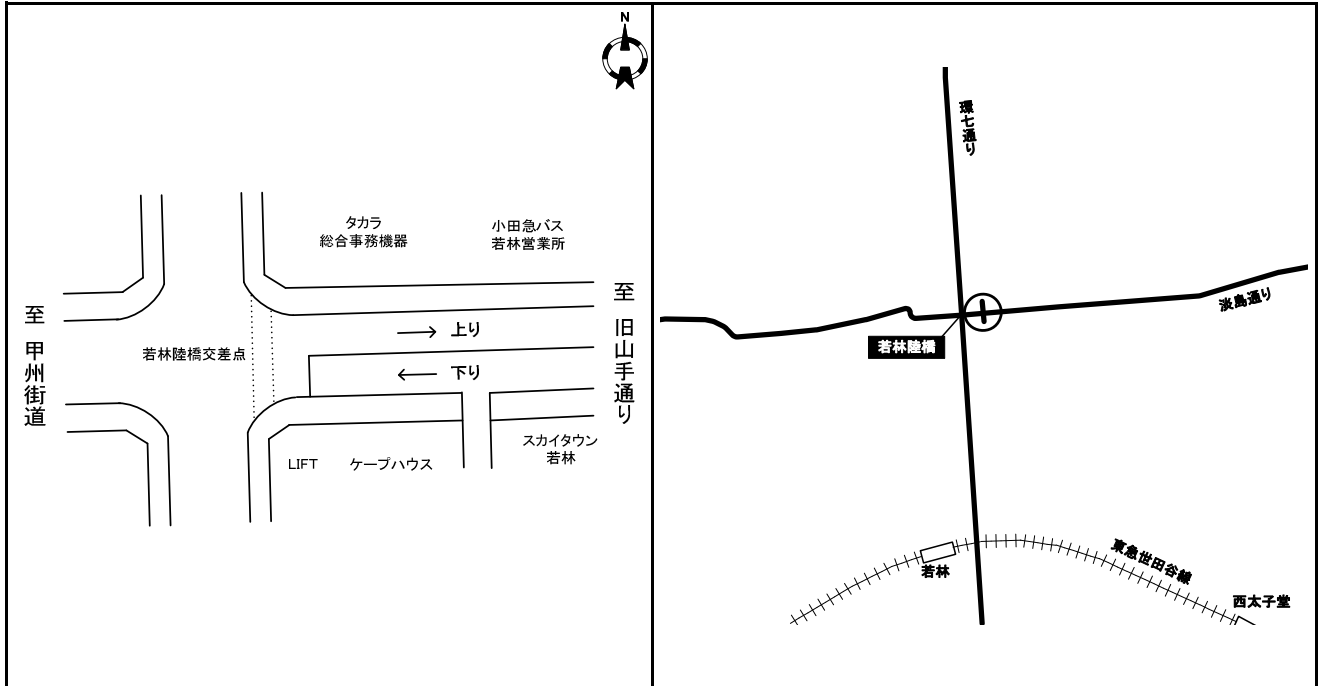 N
タカラ
総合事務機器
小田急バス
若林営業所
至 甲州街道
至 旧山手通り
上り
若林陸橋交差点
下り
スカイタウン
若林
LIFT
ケープハウス
環七通り
淡島通り
若林陸橋
若林
東急世田谷線
西太子堂